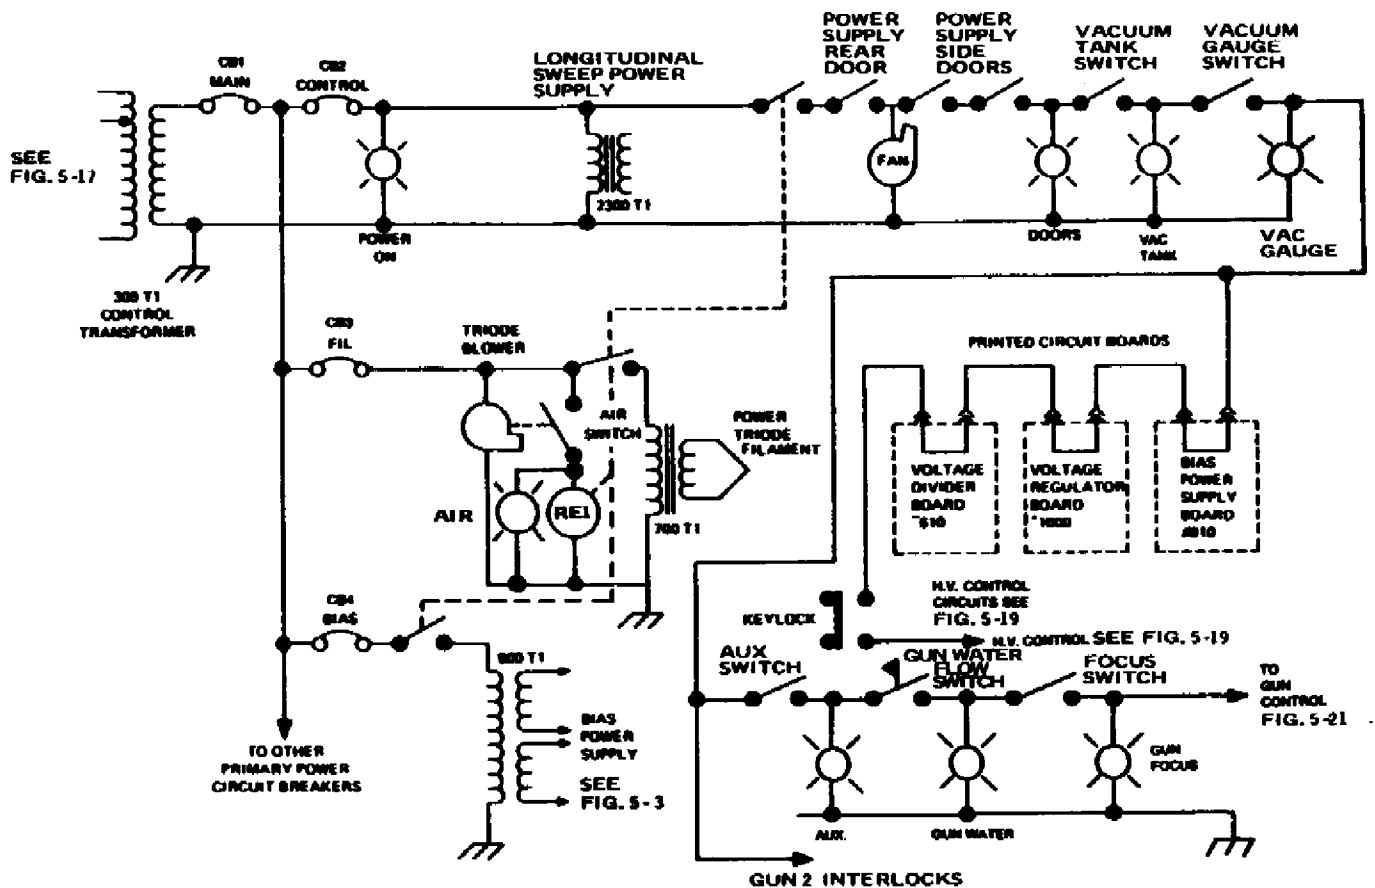 POWER
SUPPLY
REAR
DOOR
POWER
SUPPLY
SIDE
DOORS
VACUUM
TANK
SWITCH
VACUUM
GAUGE
SWITCH
CB1
MAIN
CB2
CONTROL
LONGITUDINAL
SWEEP POWER
SUPPLY
SEE
FIG. 5-17
FAN
2300 T1
POWER
ON
DOORS
VAC
TANK
VAC
GAUGE
300 T1
CONTROL
TRANSFORMER
CB3
FIL
TRIODE
BLOWER
PRINTED CIRCUIT BOARDS
AIR
SWITCH
POWER
TRIODE
FILAMENT
VOLTAGE
DIVIDER
BOARD
VOLTAGE
REGULATOR
BOARD
BIAS
POWER
SUPPLY
BOARD
AIR
RE1
700 T1
CB4
BIAS
KEYLOCK
H.V. CONTROL
CIRCUITS SEE
FIG. 5-19
H.V. CONTROL SEE FIG. 5-19
AUX
SWITCH
GUN WATER
FLOW
SWITCH
FOCUS
SWITCH
TO
GUN
CONTROL
FIG. 5-21
BIAS
POWER
SUPPLY
SEE
FIG. 5-3
TO OTHER
PRIMARY POWER
CIRCUIT BREAKERS
GUN
FOCUS
AUX.
GUN WATER
GUN 2 INTERLOCKS